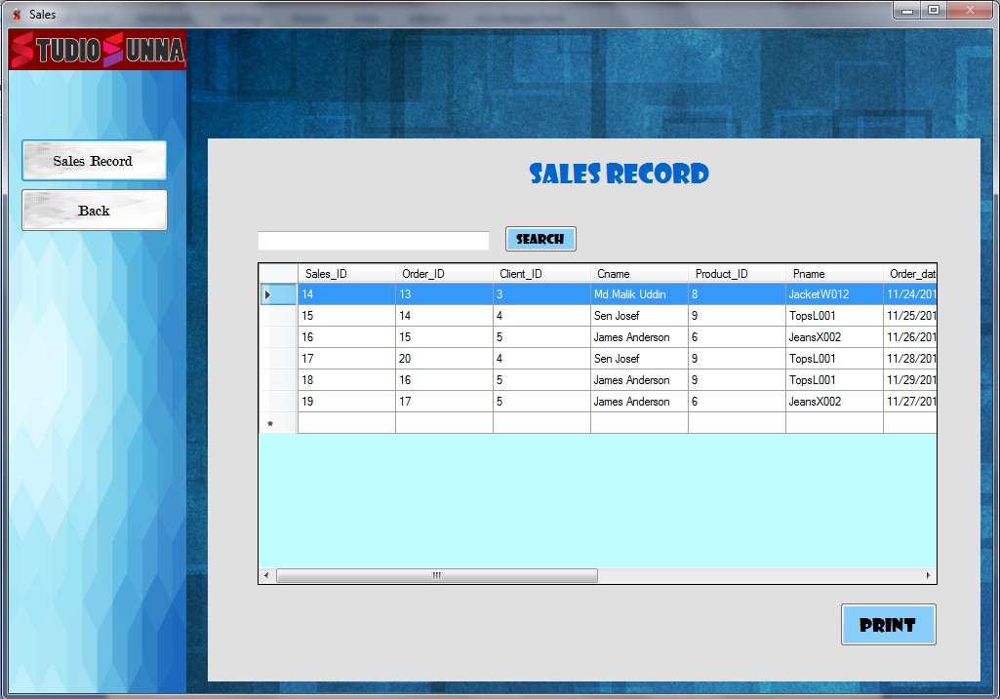 Sales
STUDIO SUNNA
Sales Record
Back
SALES RECORD
SEARCH
Sales_ID Order_ID Client_ID Cname Product_ID Pname Order_dat
14 13 3 Md.Malik Uddin 8 JacketW012 11/24/201
15 14 4 Sen Josef 9 TopsL001 11/25/201
16 15 5 James Anderson 6 JeansX002 11/26/201
17 20 4 Sen Josef 9 TopsL001 11/28/201
18 16 5 James Anderson 9 TopsL001 11/29/201
19 17 5 James Anderson 6 JeansX002 11/27/201
*
PRINT